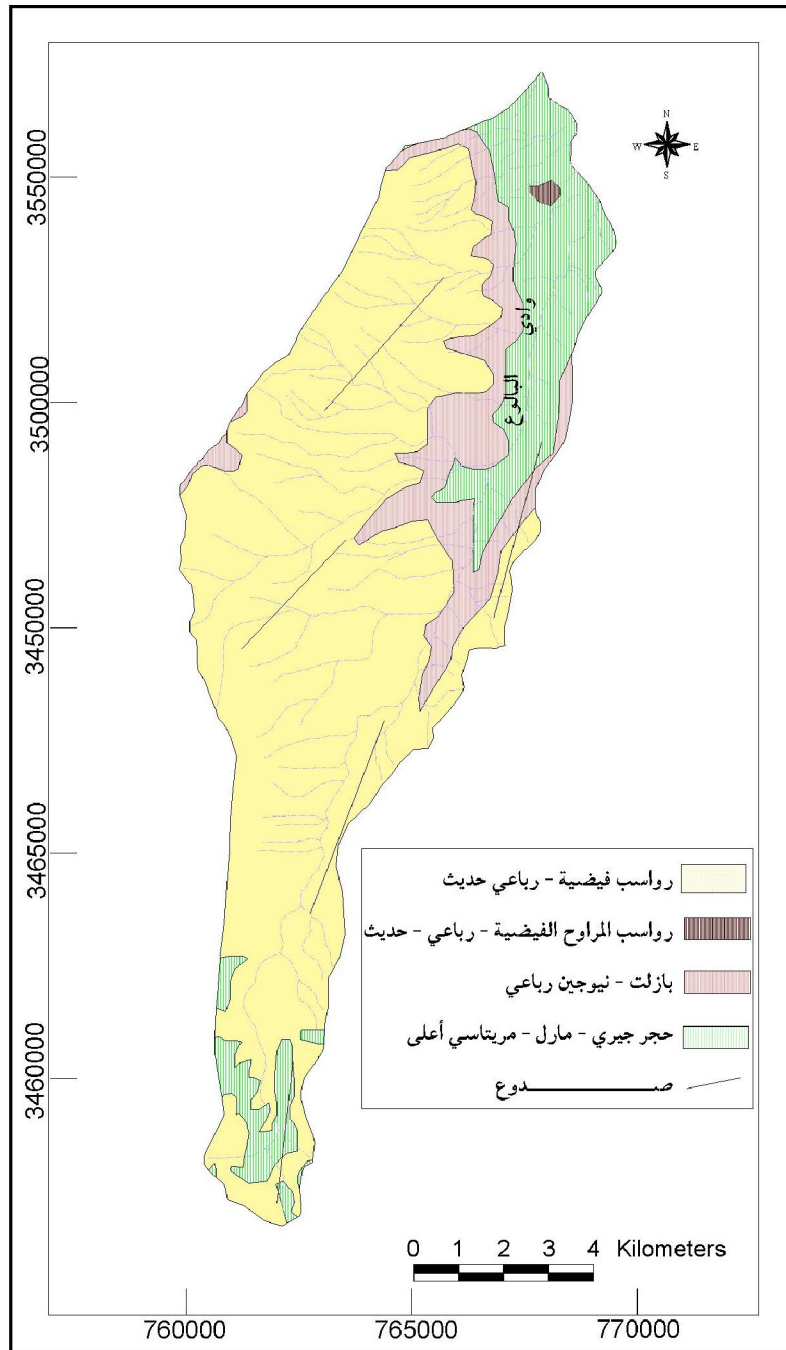 N
W E
S
3550000
3500000
3450000
3465000
3460000
وادي
البالوع
رواسب فيضية - رباعي حديث
رواسب المراوح الفيضية - رباعي - حديث
بازلت - نيوجين رباعي
حجر جيري - مارل - مريتاسي أعلى
صـــــــــدوع
0 1 2 3 4 Kilometers
760000 765000 770000